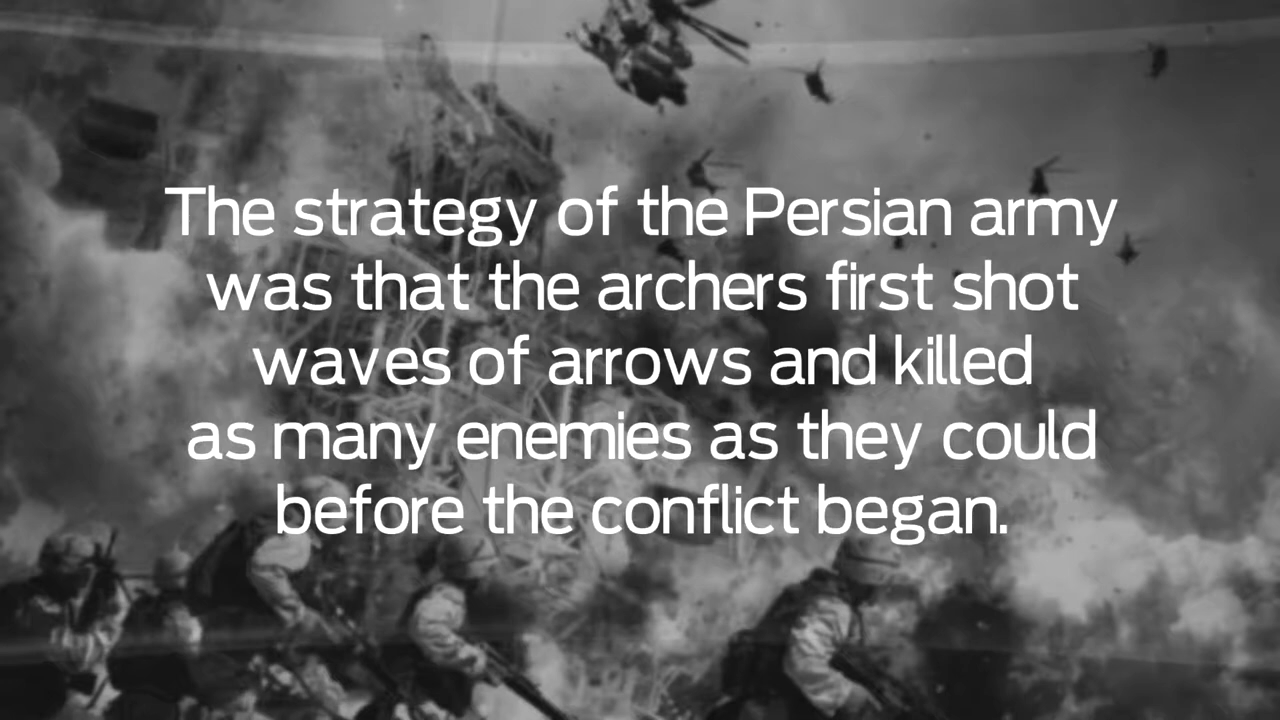 The strategy of the Persian army
was that the archers first shot
waves of arrows and killed
as many enemies as they could
before the conflict began.